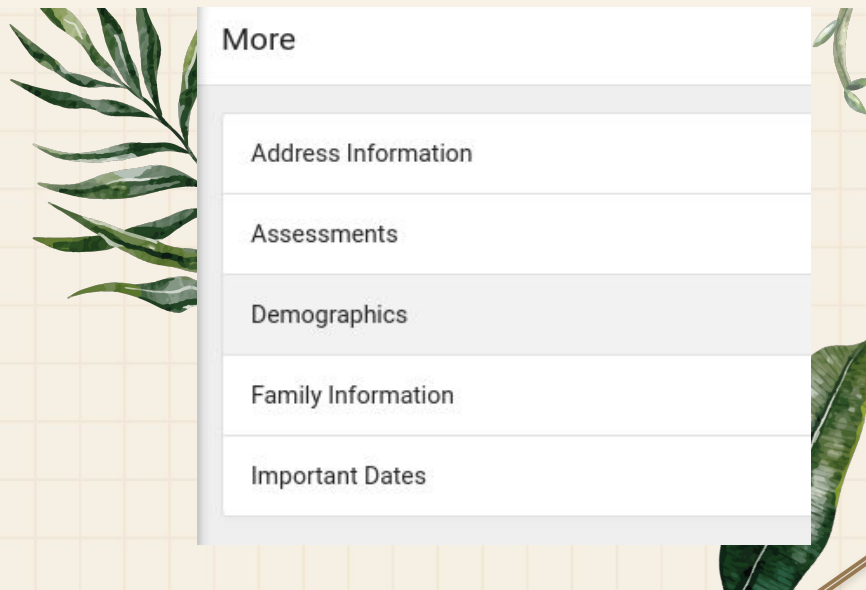 More
Address Information
Assessments
Demographics
Family Information
Important Dates